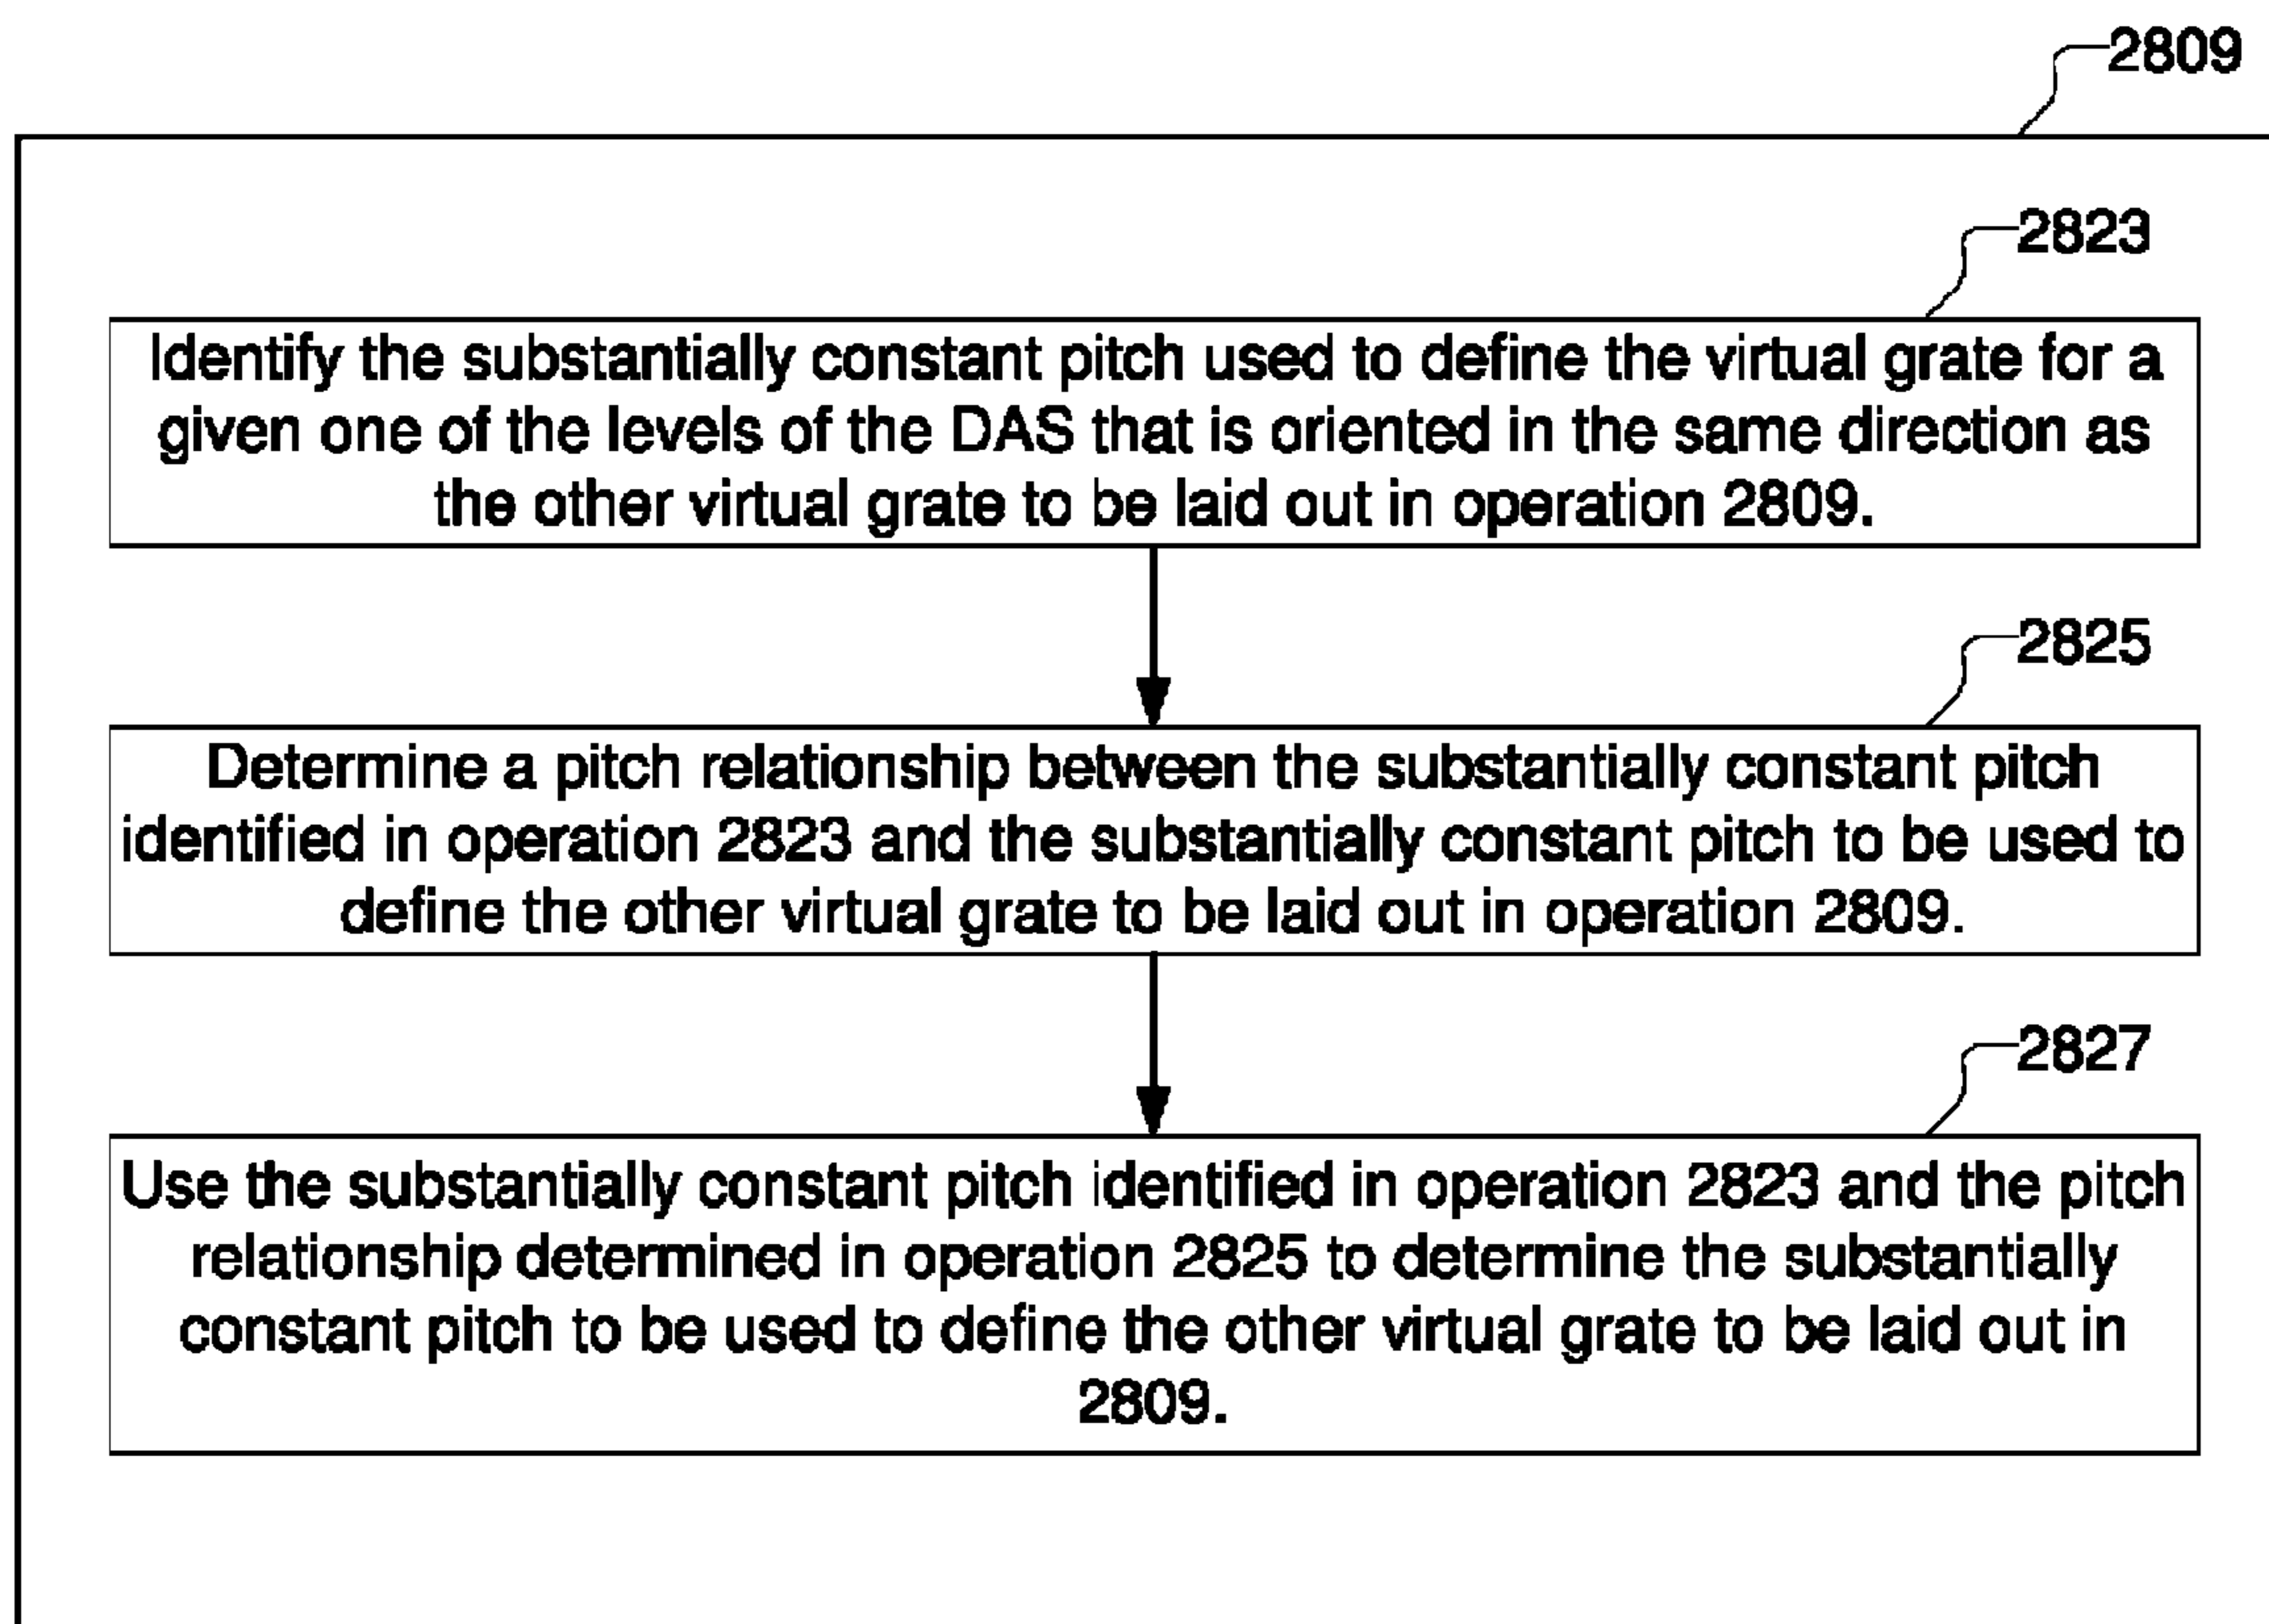 2809
2823
Identify the substantially constant pitch used to define the virtual grate for a
given one of the levels of the DAS that is oriented in the same direction as
the other virtual grate to be laid out in operation 2809.
2825
Determine a pitch relationship between the substantially constant pitch
identified in operation 2823 and the substantially constant pitch to be used to
define the other virtual grate to be laid out in operation 2809.
2827
Use the substantially constant pitch identified in operation 2823 and the pitch
relationship determined in operation 2825 to determine the substantially
constant pitch to be used to define the other virtual grate to be laid out in
2809.